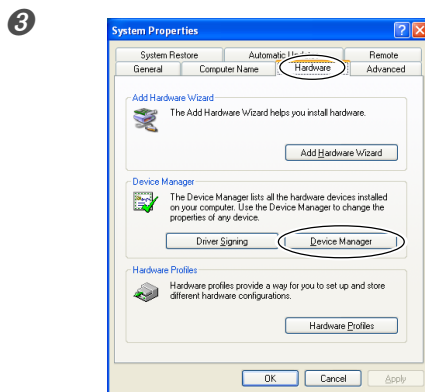 3
System Properties
System Restore Automatic Remote
General Computer Name Hardware Advanced
Add Hardware Wizard
The Add Hardware Wizard helps you install hardware.
Add Hardware Wizard
Device Manager
The Device Manager lists all the hardware devices installed
on your computer. Use the Device Manager to change the
properties of any device.
Driver Signing Device Manager
Hardware Profiles
Hardware profiles provide a way for you to set up and store
different hardware configurations.
Hardware Profiles
OK Cancel Apply